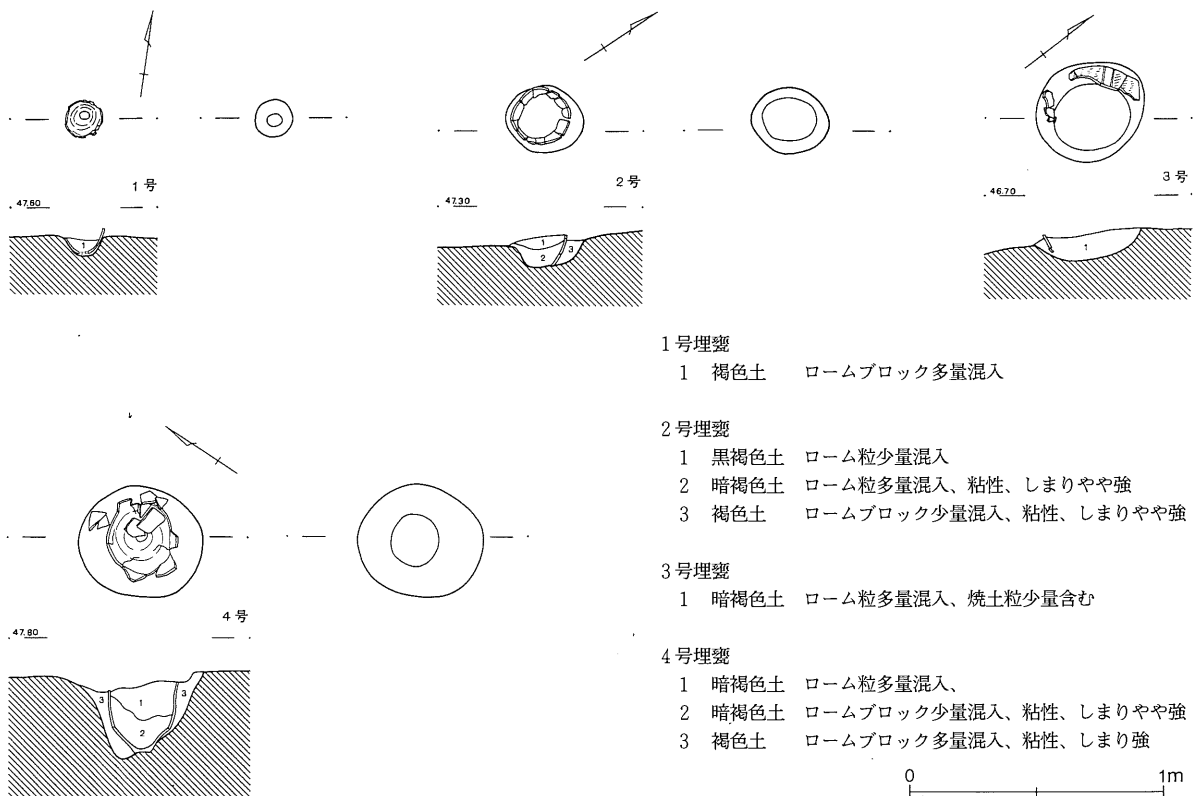 1号
47.60
1
2号
47.30
1
2
3
3号
46.70
1
4号
47.80
1
2
3
3
1号埋甕
1 褐色土 ロームブロック多量混入
2号埋甕
1 黒褐色土 ローム粒少量混入
2 暗褐色土 ローム粒多量混入、粘性、しまりやや強
3 褐色土 ロームブロック少量混入、粘性、しまりやや強
3号埋甕
1 暗褐色土 ローム粒多量混入、焼土粒少量含む
4号埋甕
1 暗褐色土 ローム粒多量混入、
2 暗褐色土 ロームブロック少量混入、粘性、しまりやや強
3 褐色土 ロームブロック多量混入、粘性、しまり強
0 1m